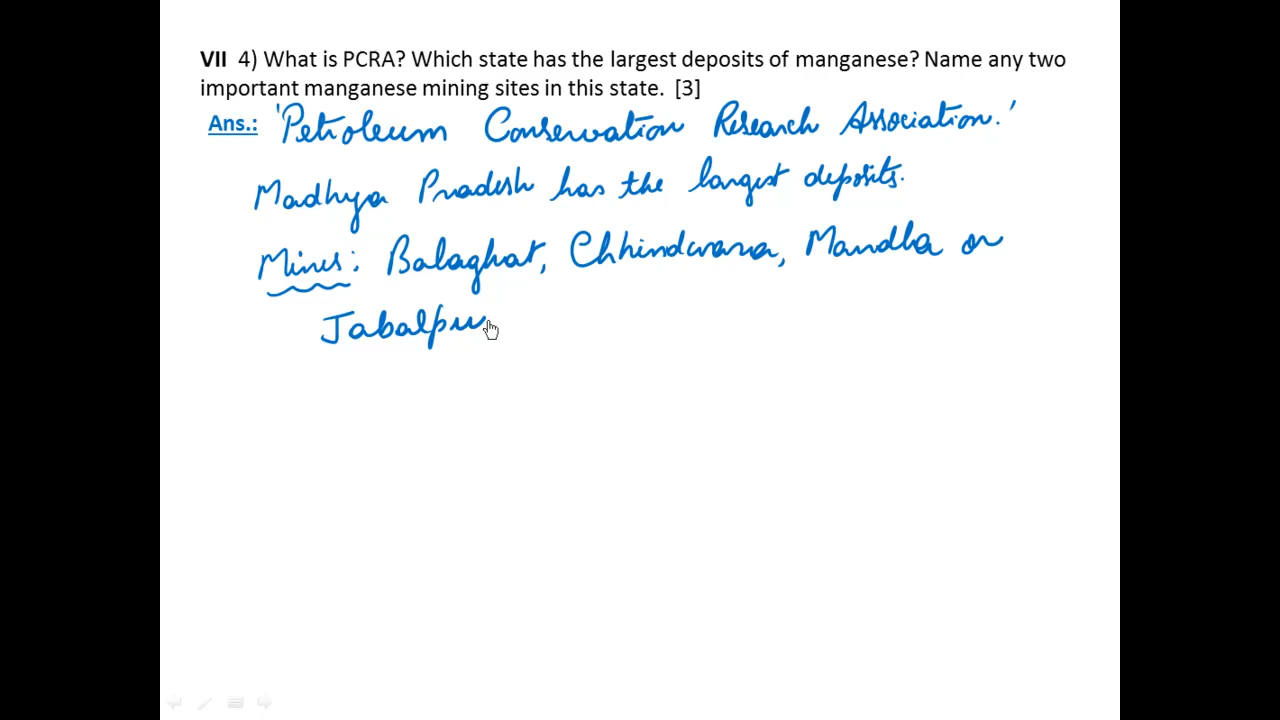 VII 4) What is PCRA? Which state has the largest deposits of manganese? Name any two
important manganese mining sites in this state. [3]
Ans.: 'Petroleum Conservation Research Association.'
Madhya Pradesh has the largest deposits.
Mines: Balaghat, Chhindwara, Mandla or
Jabalpur